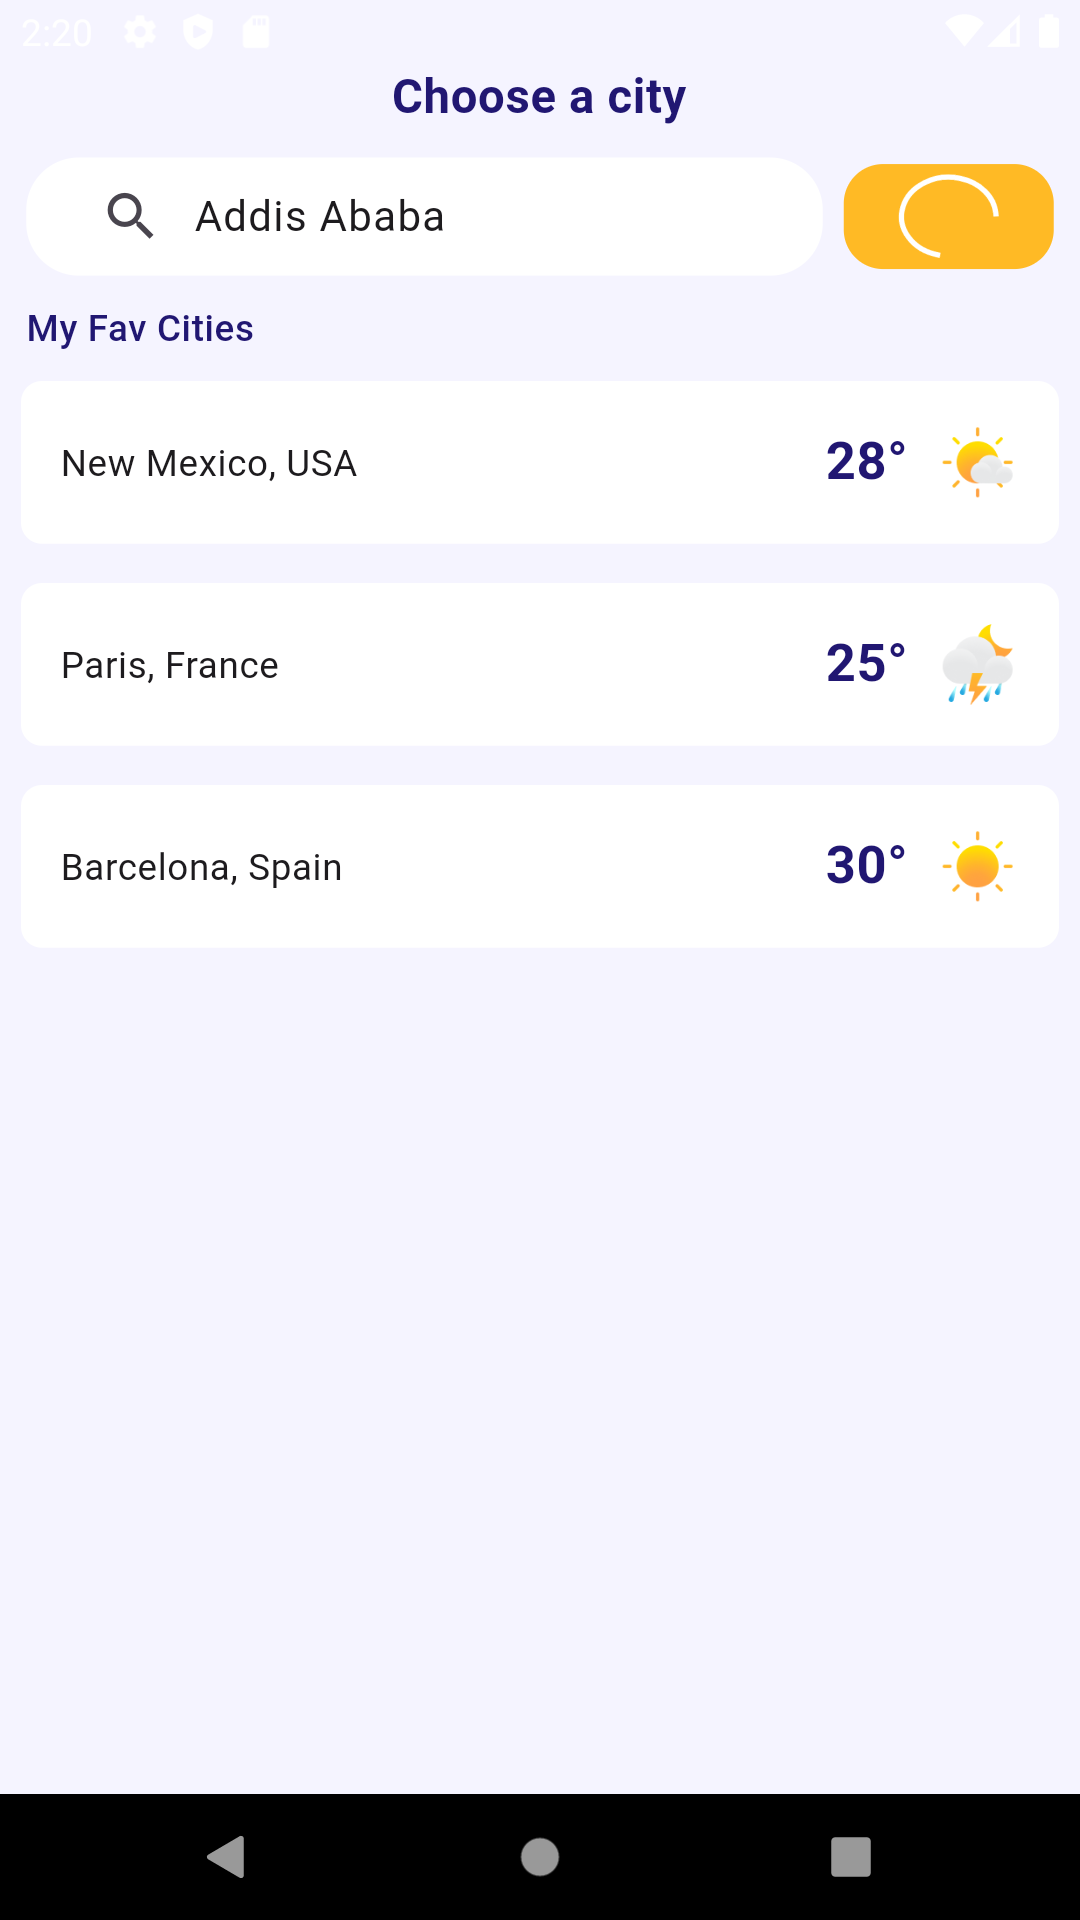 2:20
Choose a city
Addis Ababa
My Fav Cities
New Mexico, USA 28°
Paris, France 25°
Barcelona, Spain 30°